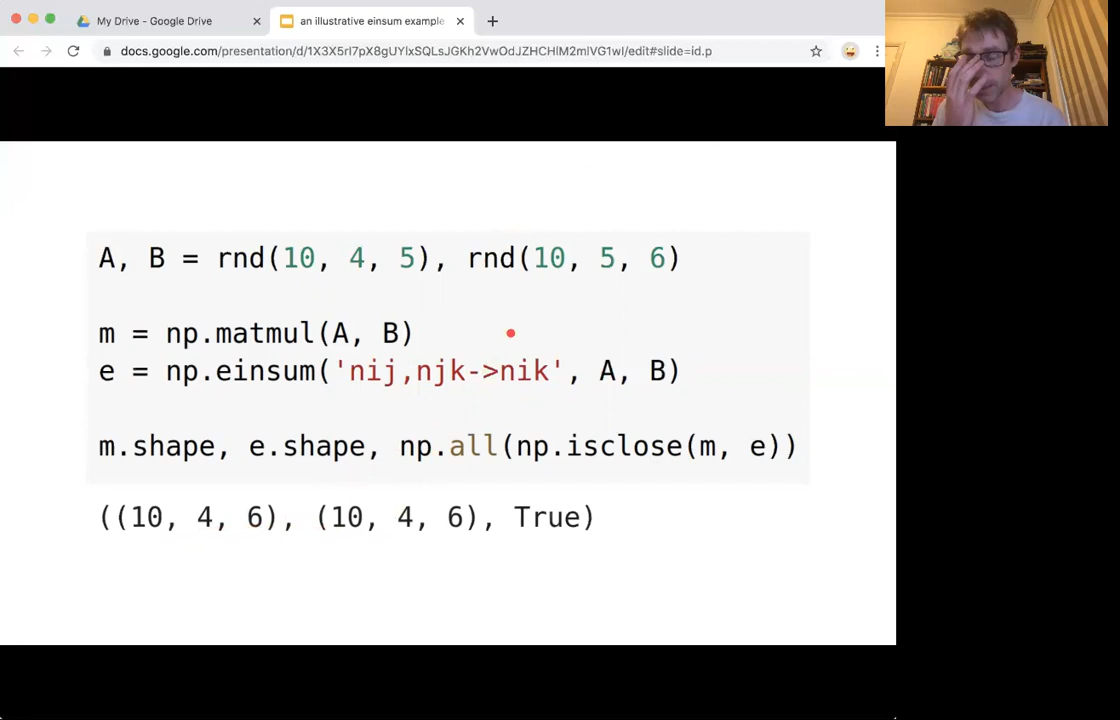 My Drive - Google Drive
an illustrative einsum example
docs.google.com/presentation/d/1X3X5rI7pX8gUYlxSQLsJGKh2VwOdJZHCHlM2mlVG1wI/edit#slide=id.p
A, B = rnd(10, 4, 5), rnd(10, 5, 6)
m = np.matmul(A, B)
e = np.einsum('nij,njk->nik', A, B)
m.shape, e.shape, np.all(np.isclose(m, e))
((10, 4, 6), (10, 4, 6), True)